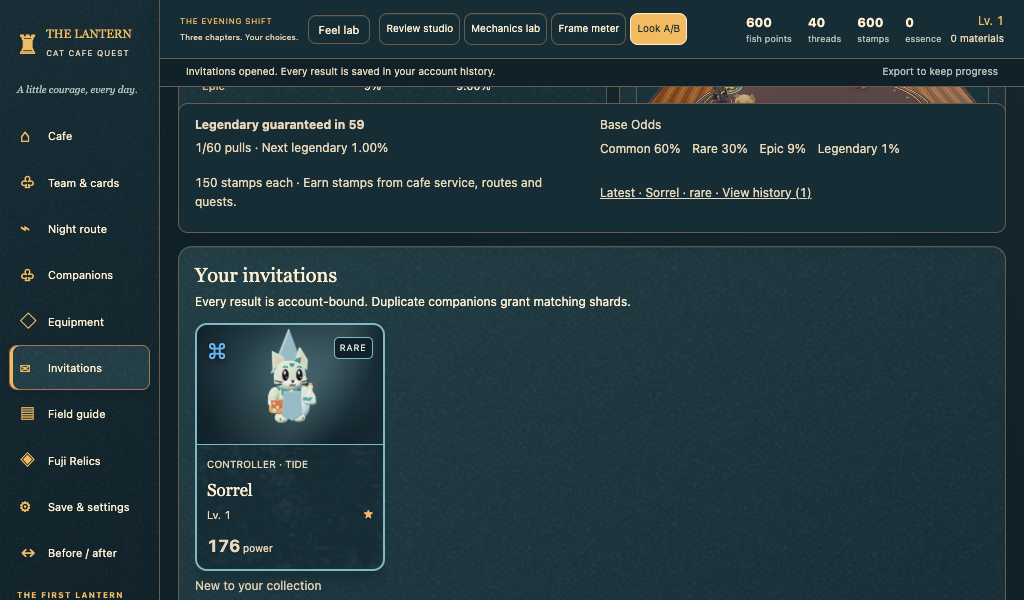 THE LANTERN
CAT CAFE QUEST
A little courage, every day.
Cafe
Team & cards
Night route
Companions
Equipment
Invitations
Field guide
Fuji Relics
Save & settings
Before / after
THE FIRST LANTERN
THE EVENING SHIFT
Three chapters. Your choices.
Feel lab
Review studio
Mechanics lab
Frame meter
Look A/B
600 fish points
40 threads
600 stamps
0 essence
Lv. 1
0 materials
Invitations opened. Every result is saved in your account history.
Export to keep progress
Legendary guaranteed in 59
1/60 pulls · Next legendary 1.00%
150 stamps each · Earn stamps from cafe service, routes and
quests.
Base Odds
Common 60% Rare 30% Epic 9% Legendary 1%
Latest · Sorrel · rare · View history (1)
Your invitations
Every result is account-bound. Duplicate companions grant matching shards.
RARE
CONTROLLER · TIDE
Sorrel
Lv. 1
176 power
New to your collection